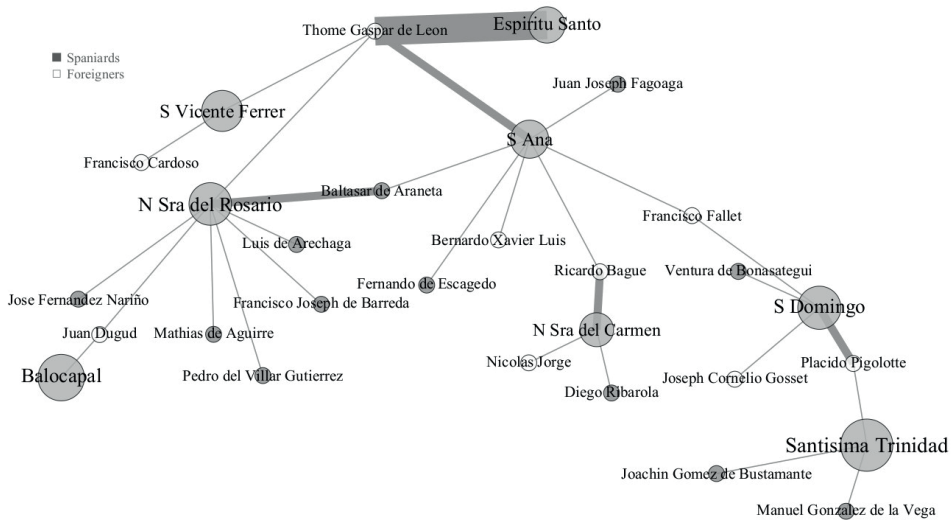 Espiritu Santo
Thome Gaspar de Leon
Spaniards
Foreigners
Juan Joseph Fagoaga
S Vicente Ferrer
S Ana
Francisco Cardoso
Baltasar de Araneta
N Sra del Rosario
Francisco Fallet
Luis de Arechaga
Bernardo Xavier Luis
Ricardo Bague
Ventura de Bonasategui
Fernando de Escagedo
Jose Fernandez Nariño
Francisco Joseph de Barreda
S Domingo
Juan Dugud
Mathias de Aguirre
N Sra del Carmen
Nicolas Jorge
Placido Pigolotte
Balocapal
Pedro del Villar Gutierrez
Joseph Cornelio Gosset
Diego Ribarola
Santisima Trinidad
Joachin Gomez de Bustamante
Manuel Gonzalez de la Vega